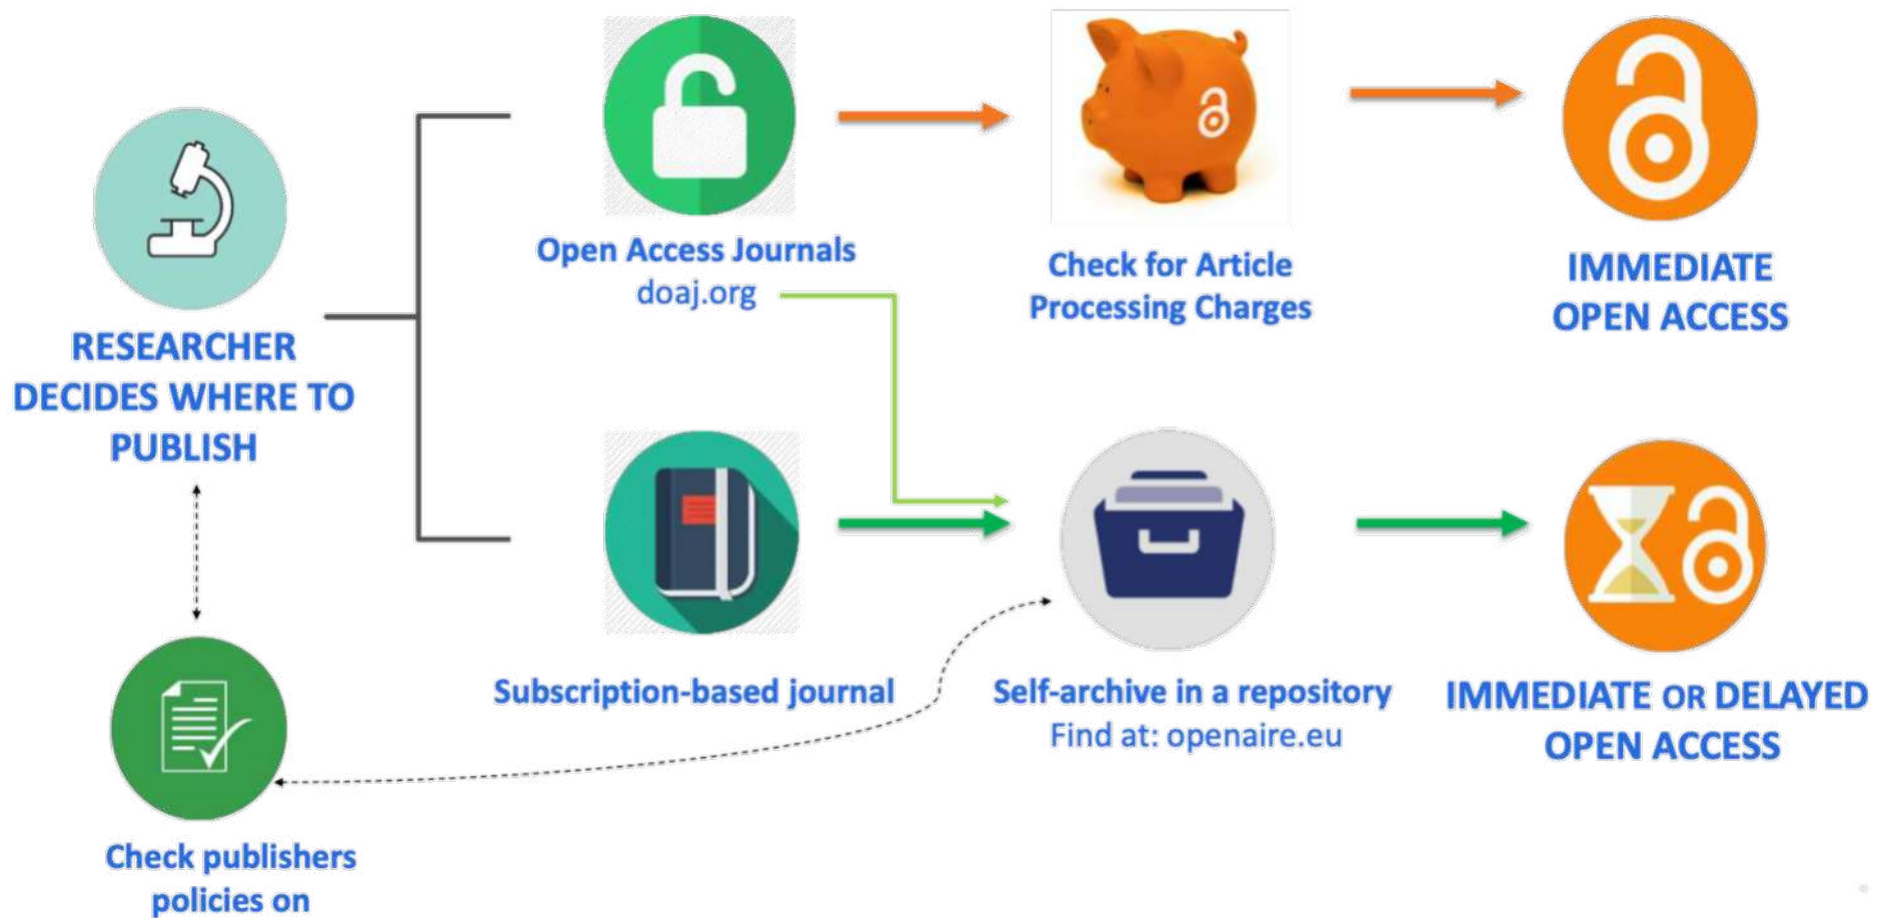 Open Access Journals
doaj.org
Check for Article
Processing Charges
IMMEDIATE
OPEN ACCESS
RESEARCHER
DECIDES WHERE TO
PUBLISH
Subscription-based journal
Self-archive in a repository
Find at: openaire.eu
IMMEDIATE OR DELAYED
OPEN ACCESS
Check publishers
policies on